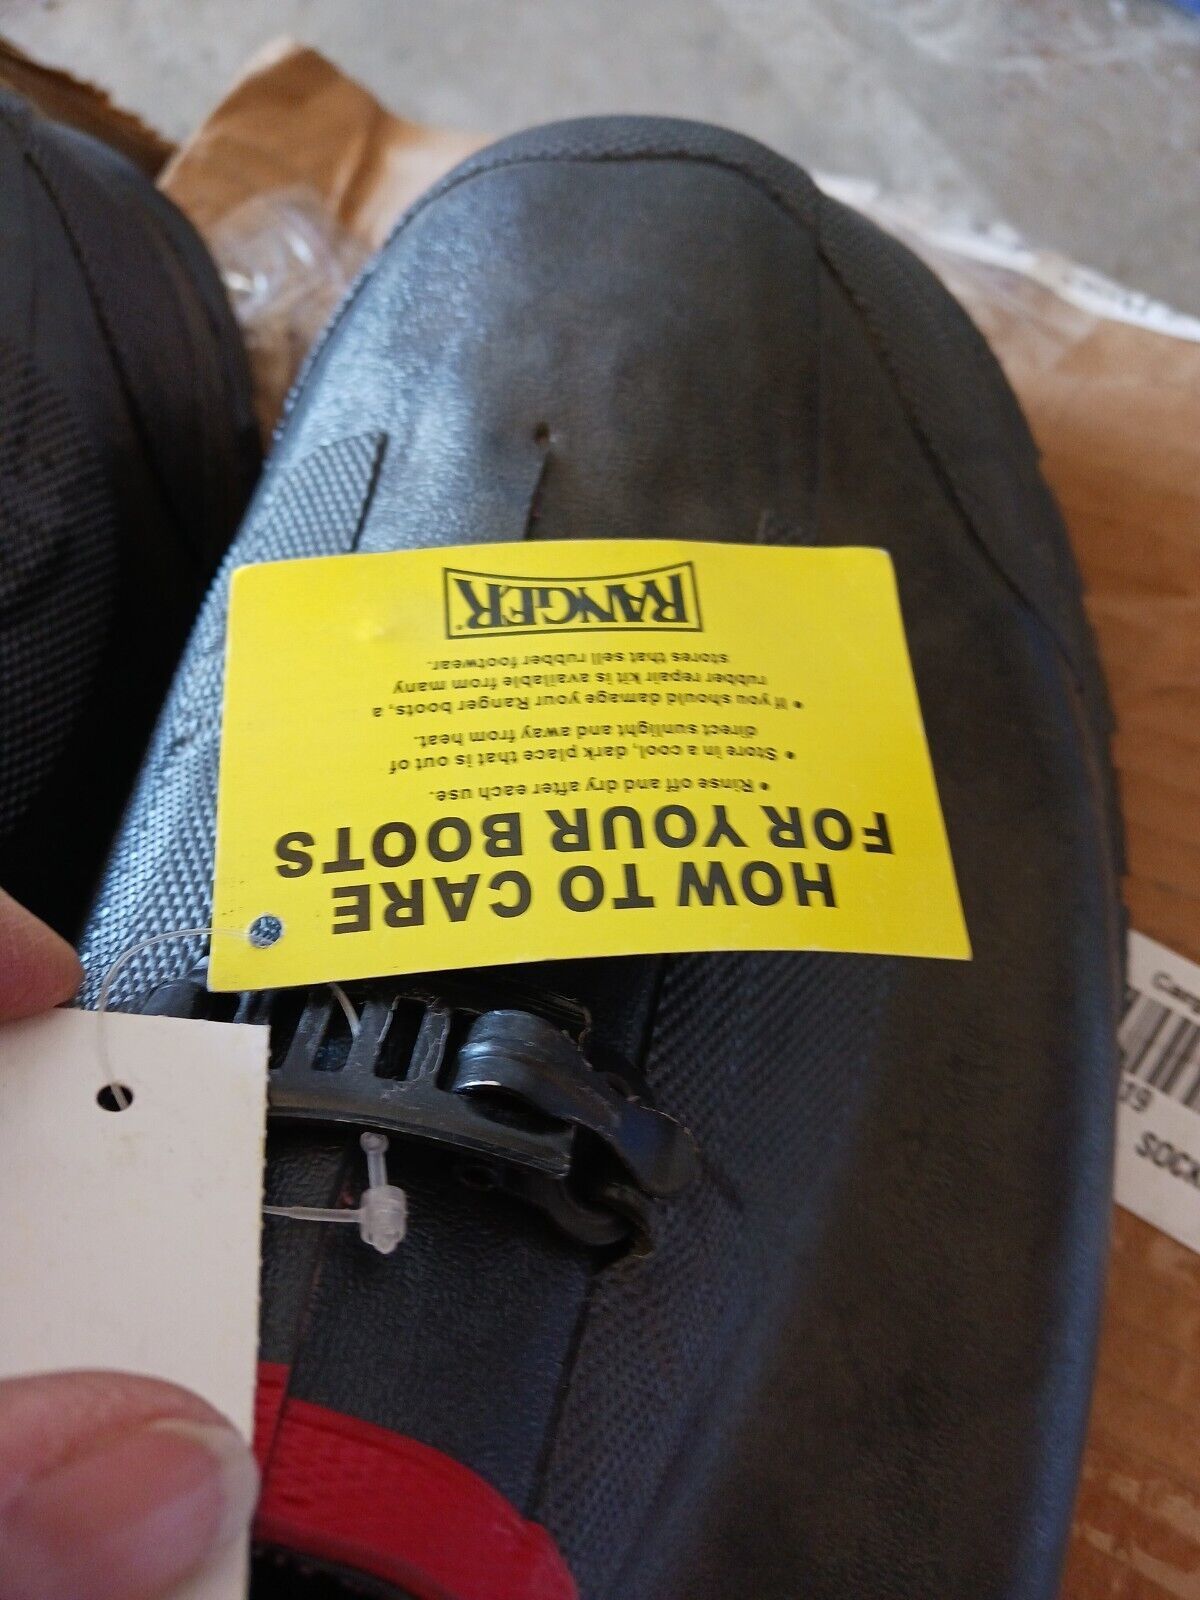 HOW TO CARE
FOR YOUR BOOTS
• Rinse off and dry after each use.
• Store in a cool, dark place that is out of
direct sunlight and away from heat.
• If you should damage your Ranger boots, a
rubber repair kit is available from many
stores that sell rubber footwear.
RANGER®